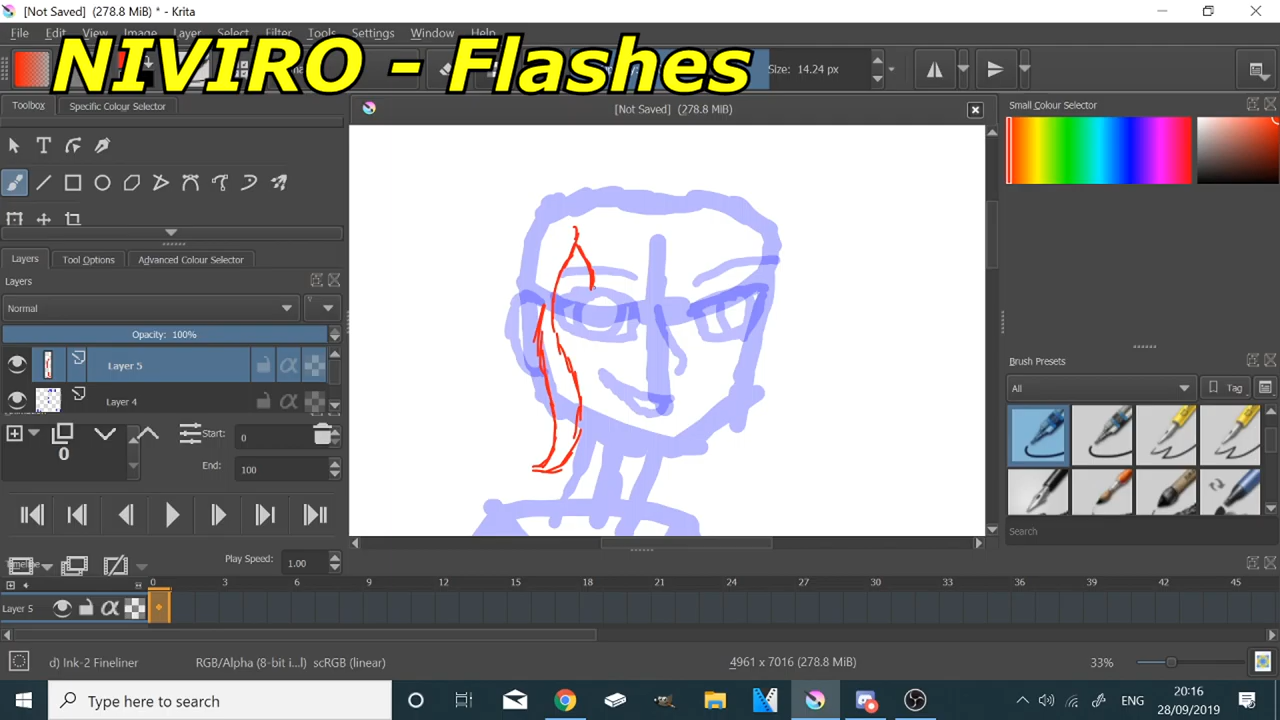 [Not Saved] (278.8 MiB) * - Krita
File Edit View Image Layer Select Filter Tools Settings Window Help
NIVIRO - Flashes
Size: 14.24 px
Toolbox Specific Colour Selector
[Not Saved] (278.8 MiB)
Small Colour Selector
Layers Tool Options Advanced Colour Selector
Layers
Normal
Opacity: 100%
Layer 5
Layer 4
Brush Presets
All
Tag
Start: 0
0
End: 100
Search
Timeline
Play Speed: 1.00
0 3 6 9 12 15 18 21 24 27 30 33 36 39 42 45
Layer 5
d) Ink-2 Fineliner
RGB/Alpha (8-bit i...l) scRGB (linear)
4961 x 7016 (278.8 MiB)
33%
Type here to search
ENG
20:16
28/09/2019